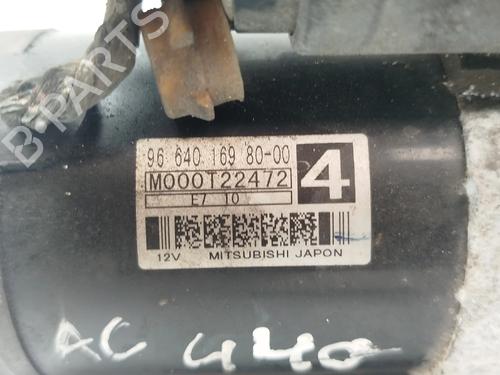 B-PARTS
96 640 169 80-00
M000T22472
4
E7 10
12V MITSUBISHI JAPON
AC 440